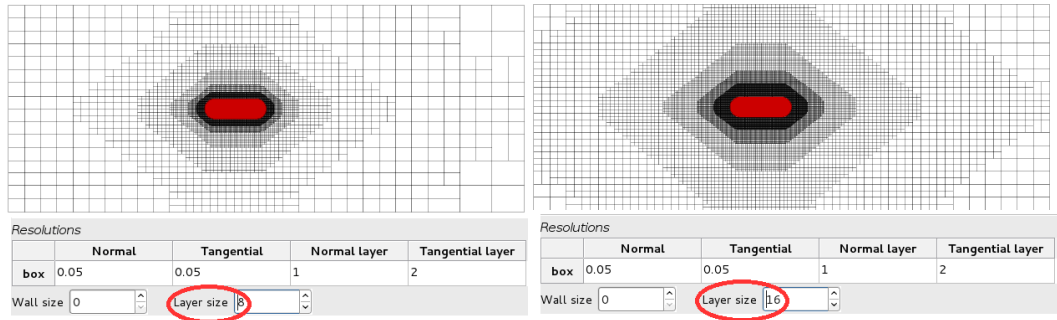 Resolutions
Normal Tangential Normal layer Tangential layer
box 0.05 0.05 1 2
Wall size 0 Layer size 8
Resolutions
Normal Tangential Normal layer Tangential layer
box 0.05 0.05 1 2
Wall size 0 Layer size 16